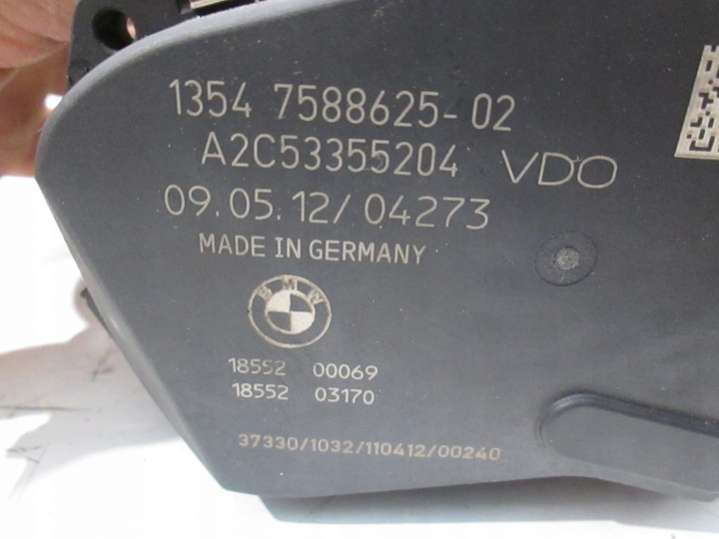 1354 7588625-02
A2C53355204 VDO
09.05.12/04273
MADE IN GERMANY
BMW
18552 00069
18552 03170
37330/1032/110412/00240